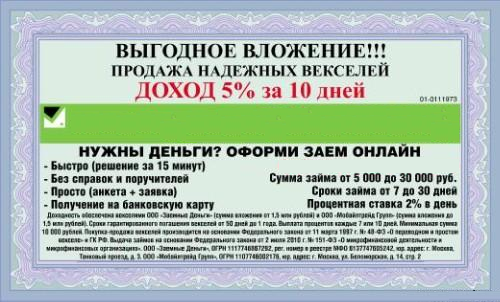 ВЫГОДНОЕ ВЛОЖЕНИЕ!!!
ПРОДАЖА НАДЕЖНЫХ ВЕКСЕЛЕЙ
ДОХОД 5% за 10 дней
01-0111973
НУЖНЫ ДЕНЬГИ? ОФОРМИ ЗАЕМ ОНЛАЙН
- Быстро (решение за 15 минут)
- Без справок и поручителей Сумма займа от 5 000 до 30 000 руб.
- Просто (анкета + заявка) Сроки займа от 7 до 30 дней
- Получение на банковскую карту Процентная ставка 2% в день
Доходность обеспечена векселями ООО «Заемные Деньги» (сумма вложения от 1,5 млн рублей) и ООО «Мобайлтрейд Групп» (сумма вложения до
1,5 млн рублей). Сроки гарантированного погашения векселей от 50 дней до 1 года. Выплата процентов каждые 7 или 10 дней. Минимальная сумма
10 000 рублей. Покупка-продажа векселей производится на основание Федерального закона от 11 марта 1997 г. № 48-ФЗ «О переводном и простом
векселе» и ГК РФ. Выдача займов на основании Федерального закона от 2 июля 2010 г. № 151-ФЗ «О микрофинансовой деятельности и
микрофинансовых организациях». ООО «Заемные Деньги», ОГРН 1117746887292, рег. номер в реестре МФО 0137747605242, юр. адрес: г. Москва,
Танковый проезд, д. 3. ООО «Мобайлтрейд Групп», ОГРН 1107746002176, юр. адрес: г. Москва, ул. Беломорская, д. 14, стр. 2